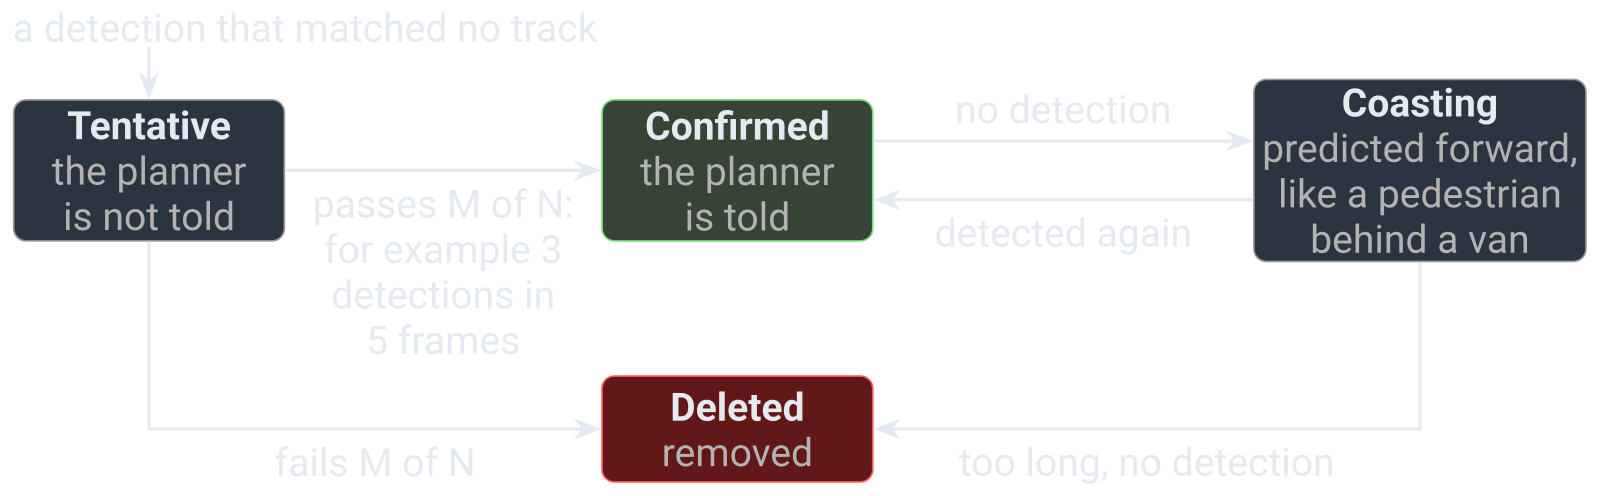 a detection that matched no track
Tentative
the planner
is not told
passes M of N:
for example 3
detections in
5 frames
Confirmed
the planner
is told
no detection
detected again
Coasting
predicted forward,
like a pedestrian
behind a van
fails M of N
Deleted
removed
too long, no detection